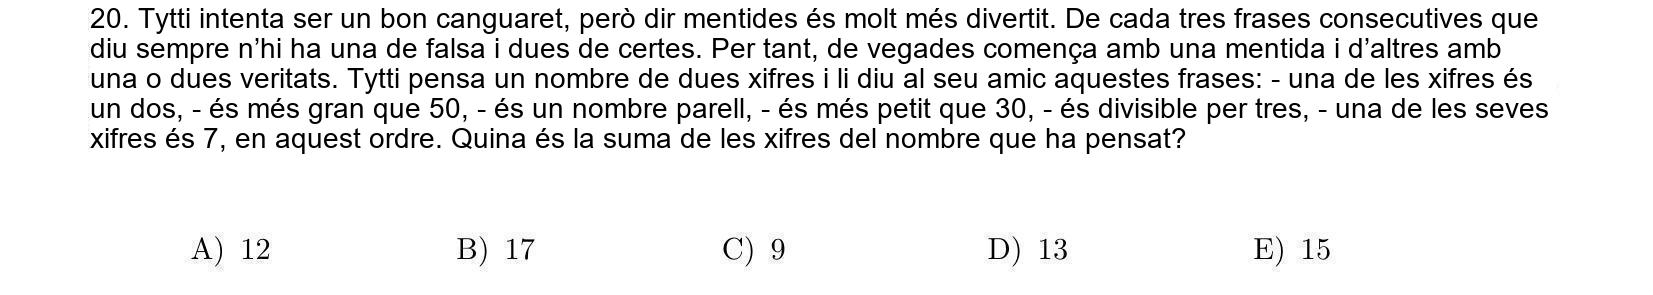 20. Tytti intenta ser un bon canguaret, però dir mentides és molt més divertit. De cada tres frases consecutives que
diu sempre n’hi ha una de falsa i dues de certes. Per tant, de vegades comença amb una mentida i d’altres amb
una o dues veritats. Tytti pensa un nombre de dues xifres i li diu al seu amic aquestes frases: - una de les xifres és
un dos, - és més gran que 50, - és un nombre parell, - és més petit que 30, - és divisible per tres, - una de les seves
xifres és 7, en aquest ordre. Quina és la suma de les xifres del nombre que ha pensat?
A) 12 B) 17 C) 9 D) 13 E) 15